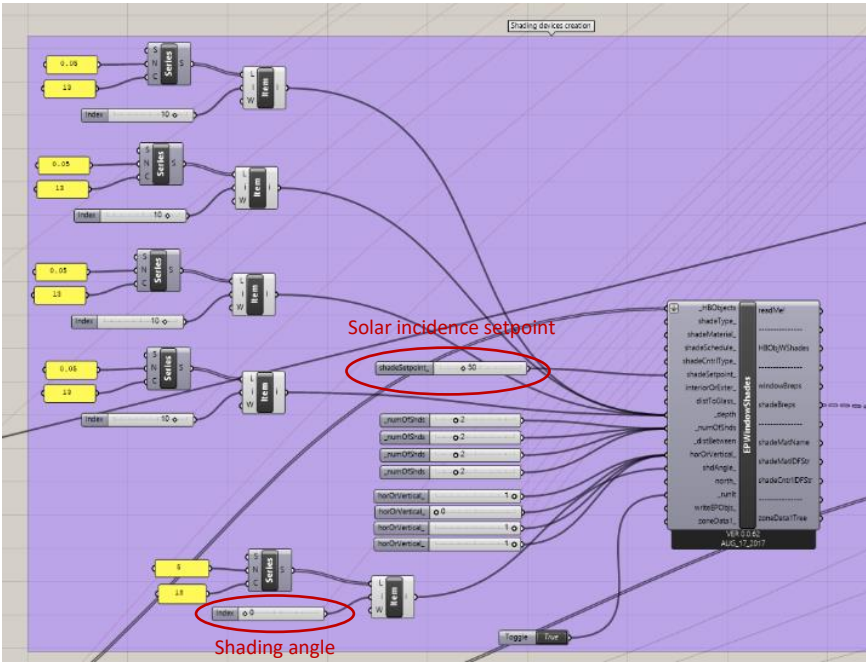 Shading devices creation
0.05
13
S
N
C
Series
S
L
i
W
Item
i
Index
10
0.05
13
S
N
C
Series
S
L
i
W
Item
i
Index
10
0.05
13
S
N
C
Series
S
L
i
W
Item
i
Index
10
0.05
13
S
N
C
Series
S
L
i
W
Item
i
Index
10
Solar incidence setpoint
shadeSetpoint_
50
_numOfShds
2
_numOfShds
2
_numOfShds
2
_numOfShds
2
horOrVertical_
1
horOrVertical_
0
horOrVertical_
1
horOrVertical_
1
_HBObjects
shadeType_
shadeMaterial_
shadeSchedule_
shadeCntrlType_
shadeSetpoint_
interiorOrExter_
distToGlass_
_depth
_numOfShds
_distBetween
horOrVertical_
shdAngle_
north_
_runIt
writeEPObjs_
zoneData1_
EPWindowShades
readMe!
HBObjWShades
windowBreps
shadeBreps
shadeMatName
shadeMatIDFStr
shadeCntrlIDFStr
zoneData1Tree
VER 0.0.62
AUG_17_2017
13
S
N
C
Series
S
L
i
W
Item
i
Index
0
Shading angle
Toggle
True